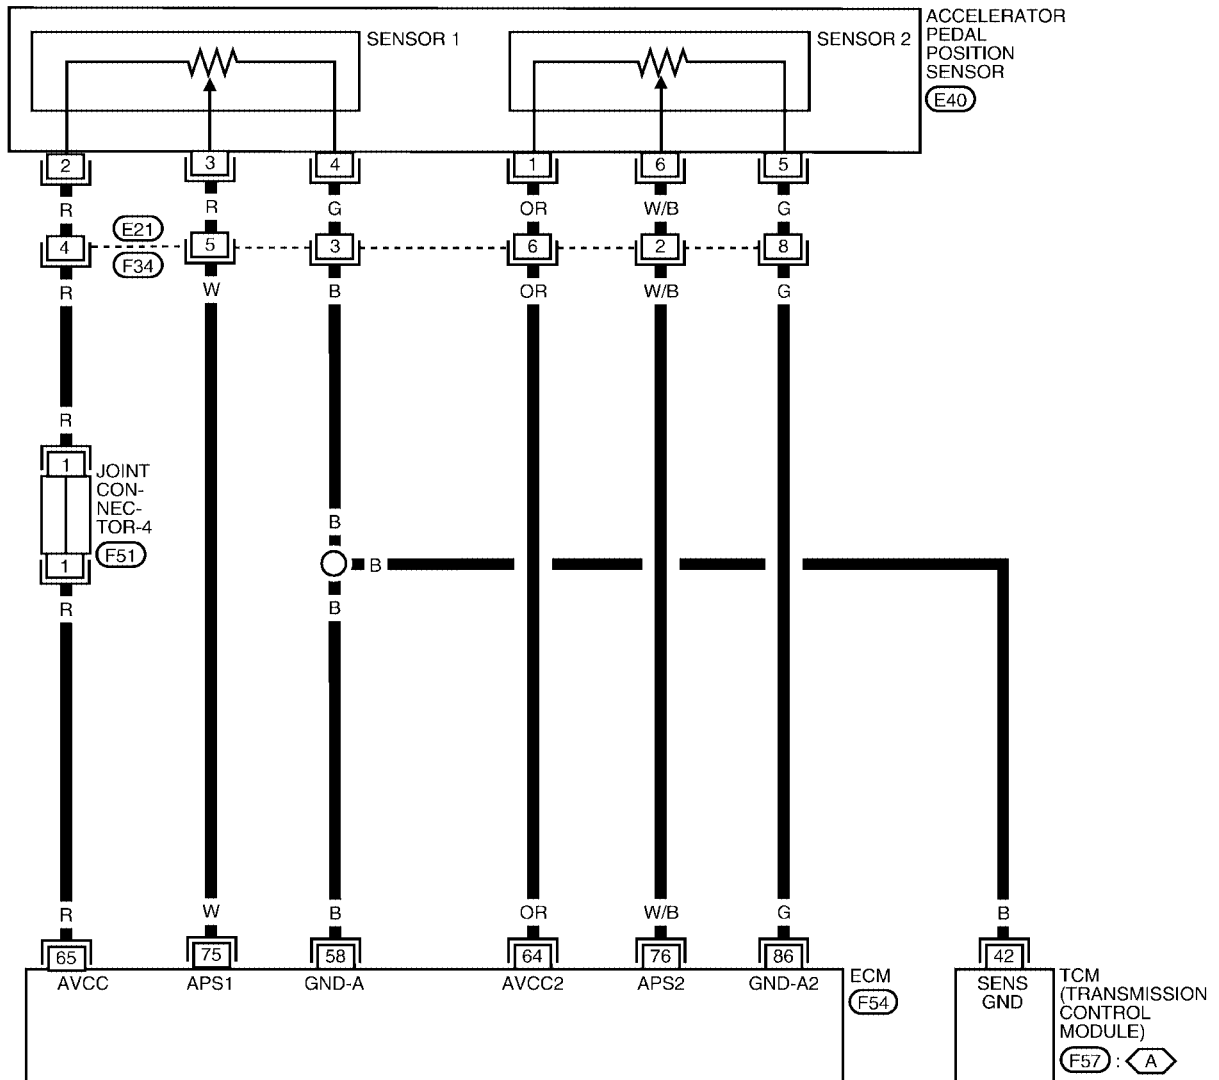 SENSOR 1
SENSOR 2
ACCELERATOR
PEDAL
POSITION
SENSOR
E40
2 3 4 1 6 5
R R G OR W/B G
E21
4 5 3 6 2 8
F34
R W B OR W/B G
R
1
JOINT
CON-
NEC-
TOR-4
F51
1
R
B
B
B
R W B OR W/B G B
65 75 58 64 76 86 42
AVCC APS1 GND-A AVCC2 APS2 GND-A2
ECM
F54
SENS
GND
TCM
(TRANSMISSION
CONTROL
MODULE)
F57 : A